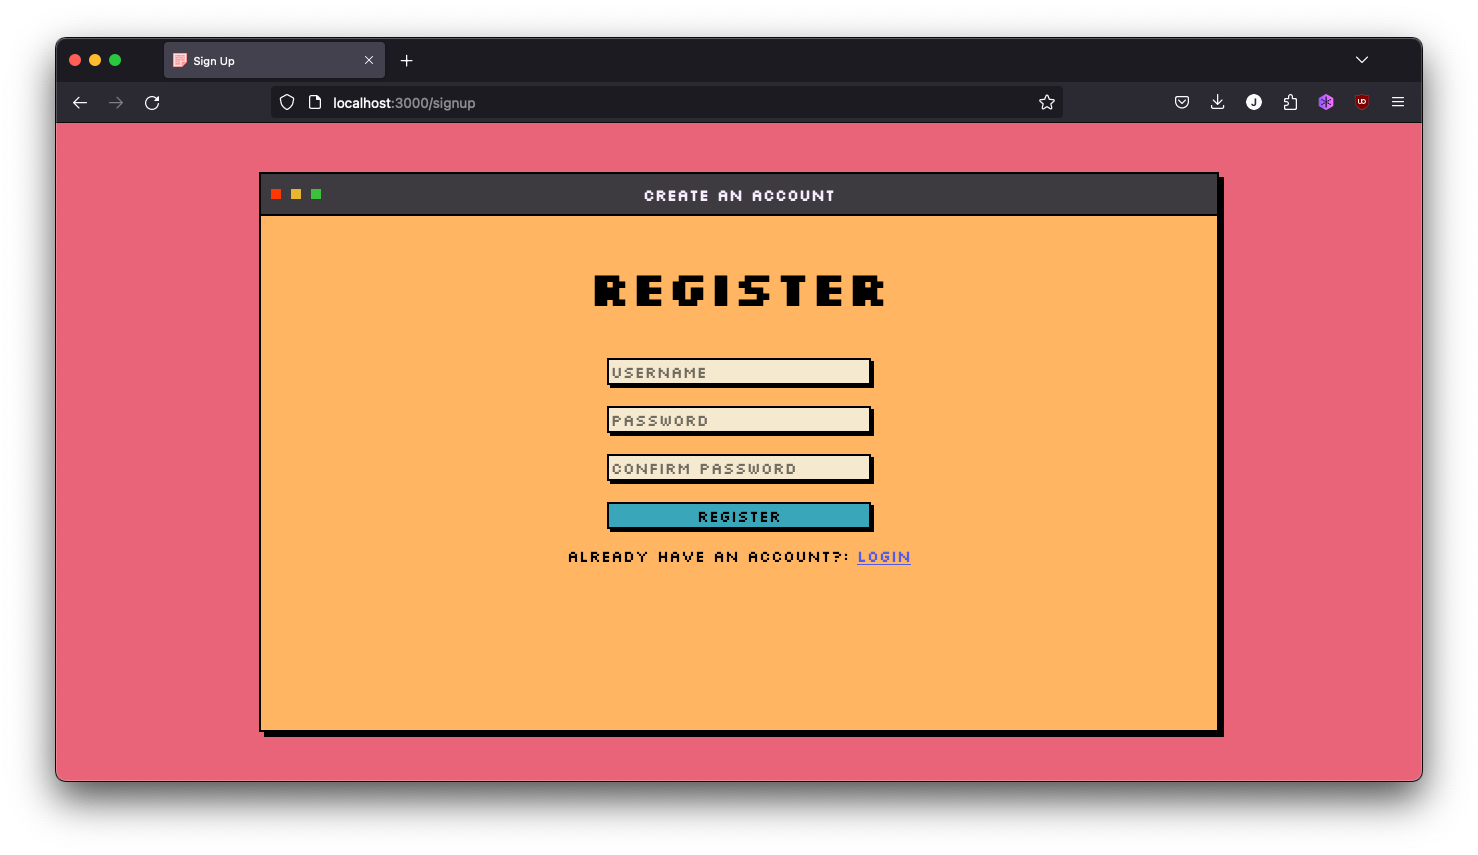 Sign Up
localhost:3000/signup
J
UO
CREATE AN ACCOUNT
REGISTER
USERNAME
PASSWORD
CONFIRM PASSWORD
REGISTER
ALREADY HAVE AN ACCOUNT?: LOGIN